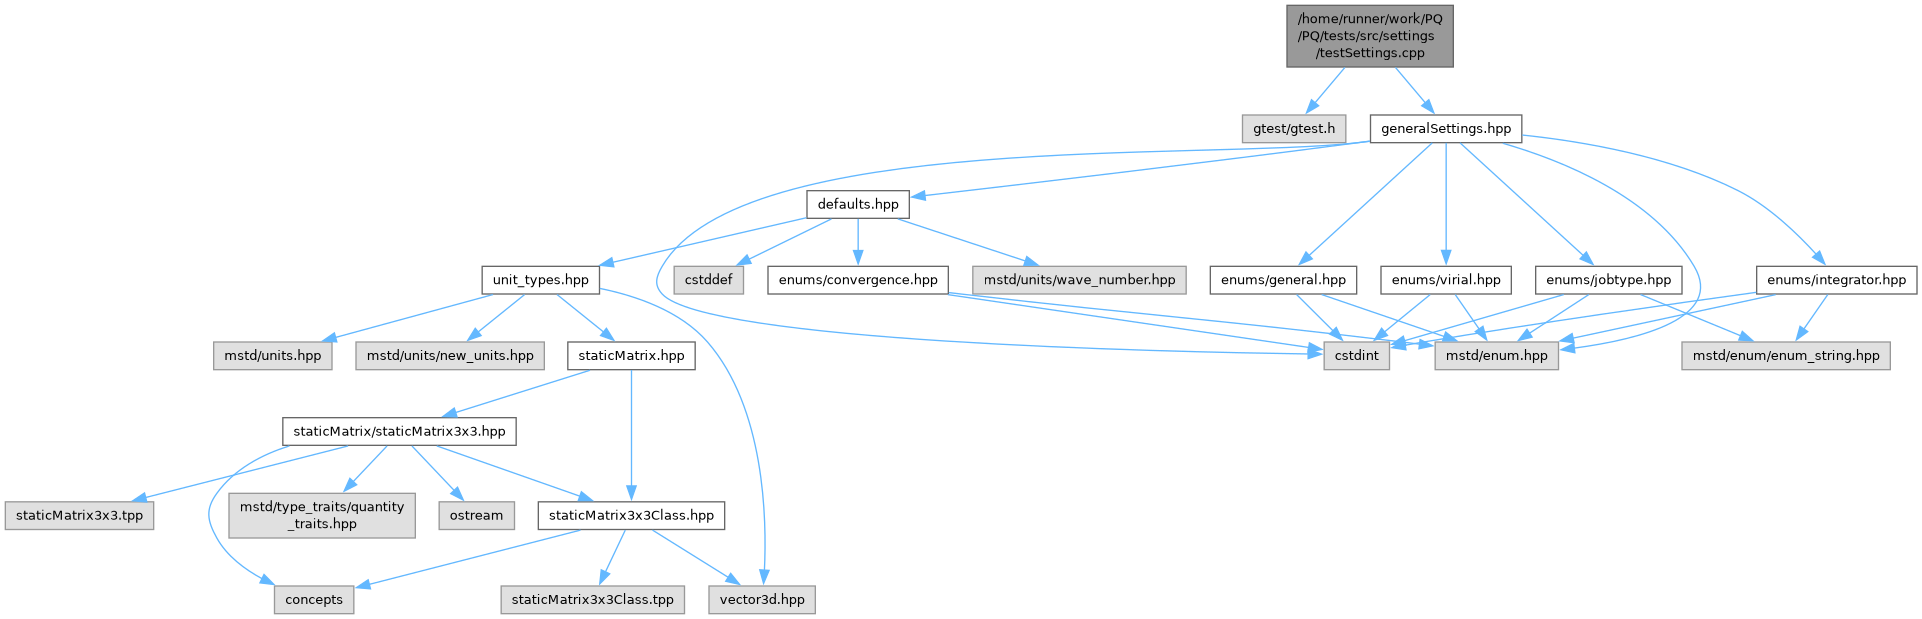 /home/runner/work/PQ
/PQ/tests/src/settings
/testSettings.cpp
gtest/gtest.h
generalSettings.hpp
defaults.hpp
unit_types.hpp
cstddef
enums/convergence.hpp
mstd/units/wave_number.hpp
enums/general.hpp
enums/virial.hpp
enums/jobtype.hpp
enums/integrator.hpp
mstd/units.hpp
mstd/units/new_units.hpp
staticMatrix.hpp
cstdint
mstd/enum.hpp
mstd/enum/enum_string.hpp
staticMatrix/staticMatrix3x3.hpp
staticMatrix3x3.tpp
mstd/type_traits/quantity
_traits.hpp
ostream
staticMatrix3x3Class.hpp
concepts
staticMatrix3x3Class.tpp
vector3d.hpp